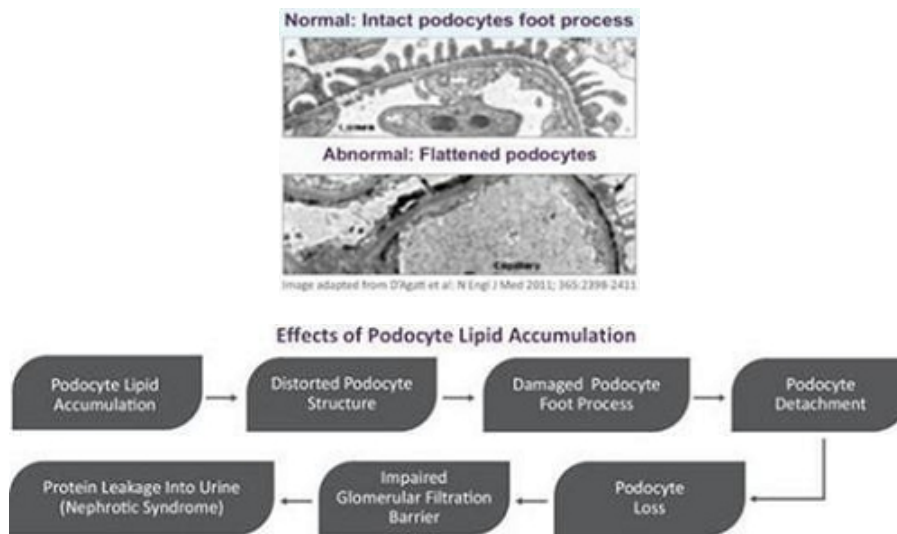 Normal: Intact podocytes foot process
Abnormal: Flattened podocytes
Capillary
Image adapted from D'Agati et al: N Engl J Med 2011; 365:2398-2411
Effects of Podocyte Lipid Accumulation
Podocyte Lipid
Accumulation
Distorted Podocyte
Structure
Damaged Podocyte
Foot Process
Podocyte
Detachment
Protein Leakage Into Urine
(Nephrotic Syndrome)
Impaired
Glomerular Filtration
Barrier
Podocyte
Loss